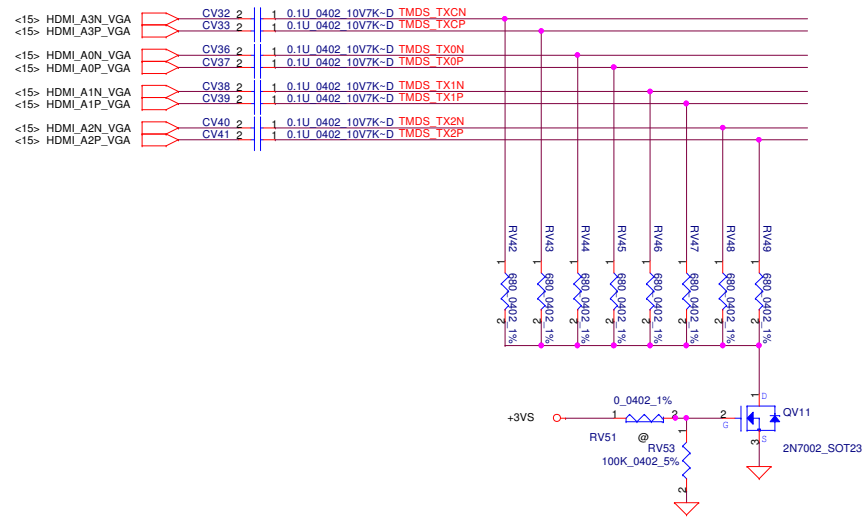 <15> HDMI_A3N_VGA CV32 2 1 0.1U_0402_10V7K~D TMDS_TXCN
<15> HDMI_A3P_VGA CV33 2 1 0.1U_0402_10V7K~D TMDS_TXCP
<15> HDMI_A0N_VGA CV36 2 1 0.1U_0402_10V7K~D TMDS_TX0N
<15> HDMI_A0P_VGA CV37 2 1 0.1U_0402_10V7K~D TMDS_TX0P
<15> HDMI_A1N_VGA CV38 2 1 0.1U_0402_10V7K~D TMDS_TX1N
<15> HDMI_A1P_VGA CV39 2 1 0.1U_0402_10V7K~D TMDS_TX1P
<15> HDMI_A2N_VGA CV40 2 1 0.1U_0402_10V7K~D TMDS_TX2N
<15> HDMI_A2P_VGA CV41 2 1 0.1U_0402_10V7K~D TMDS_TX2P
RV42 RV43 RV44 RV45 RV46 RV47 RV48 RV49
1 1 1 1 1 1 1 1
680_0402_1% 680_0402_1% 680_0402_1% 680_0402_1% 680_0402_1% 680_0402_1% 680_0402_1% 680_0402_1%
2 2 2 2 2 2 2 2
0_0402_1%
1 D
+3VS 1 2 2 G QV11
RV51 @ 1 3 S
RV53 2N7002_SOT23
100K_0402_5%
2